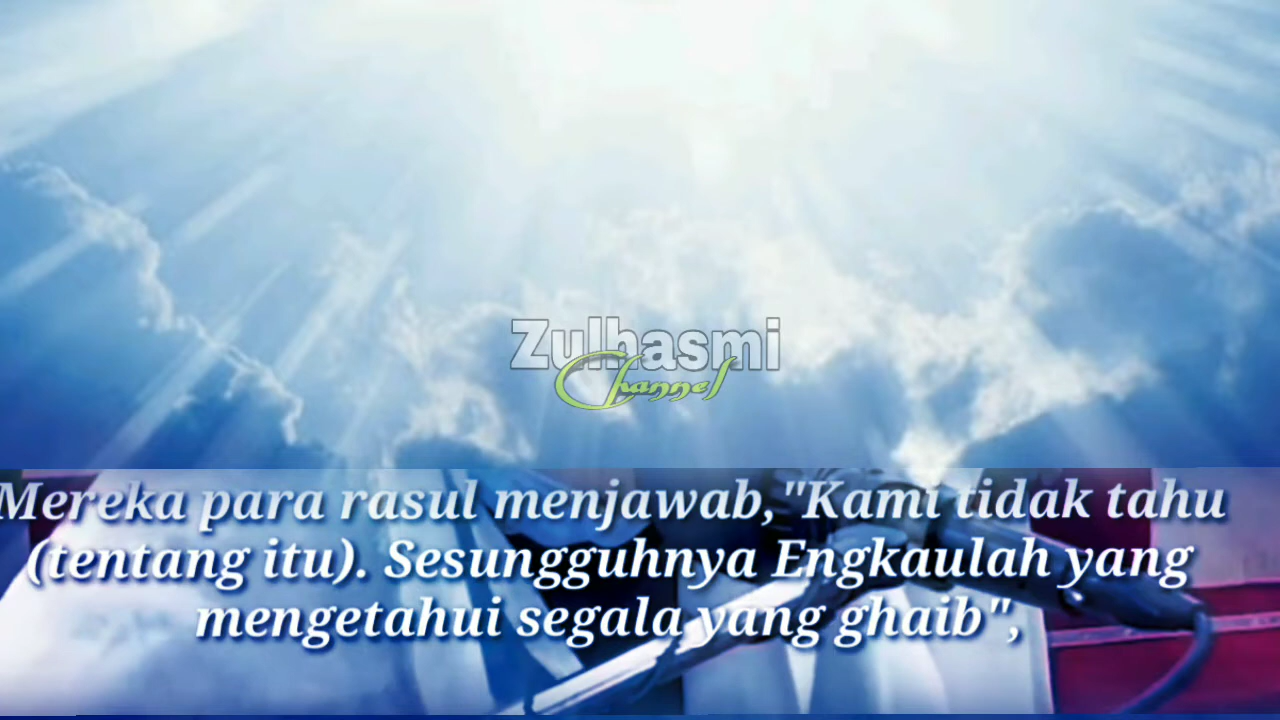 Zulhasmi
Channel
Mereka para rasul menjawab,"Kami tidak tahu
(tentang itu). Sesungguhnya Engkaulah yang
mengetahui segala yang ghaib",